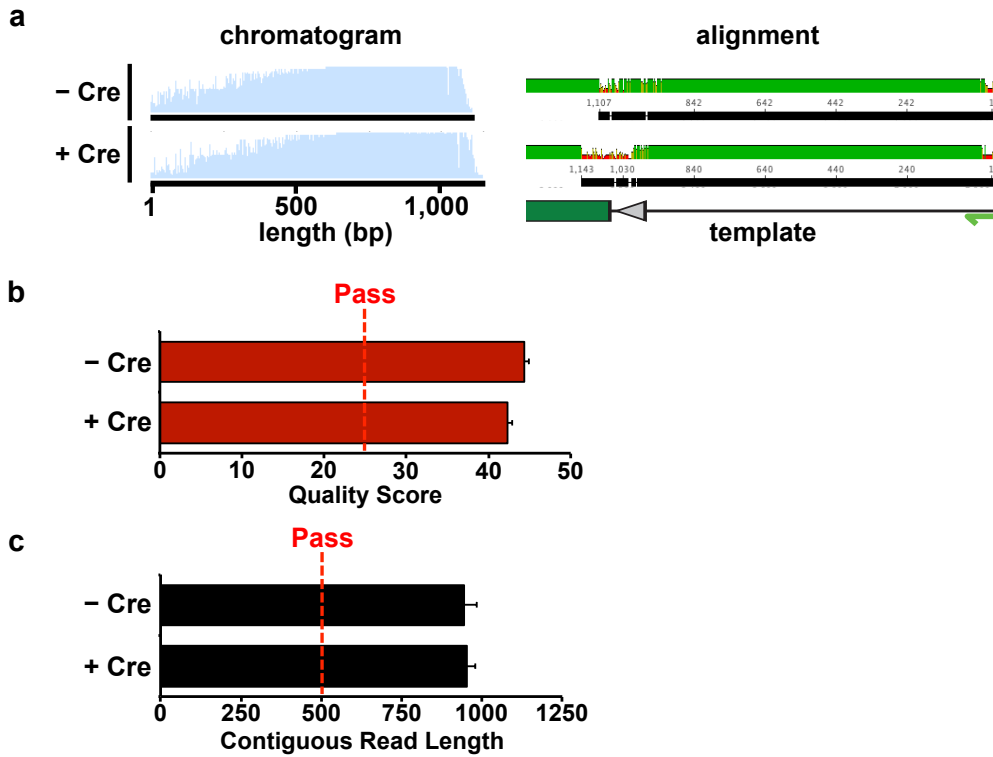 a
chromatogram
alignment
− Cre
+ Cre
1 500 1,000
length (bp)
1,107 842 642 442 242 1
1,143 1,030 840 640 440 240 1
template
b
Pass
− Cre
+ Cre
0 10 20 30 40 50
Quality Score
c
Pass
− Cre
+ Cre
0 250 500 750 1000 1250
Contiguous Read Length